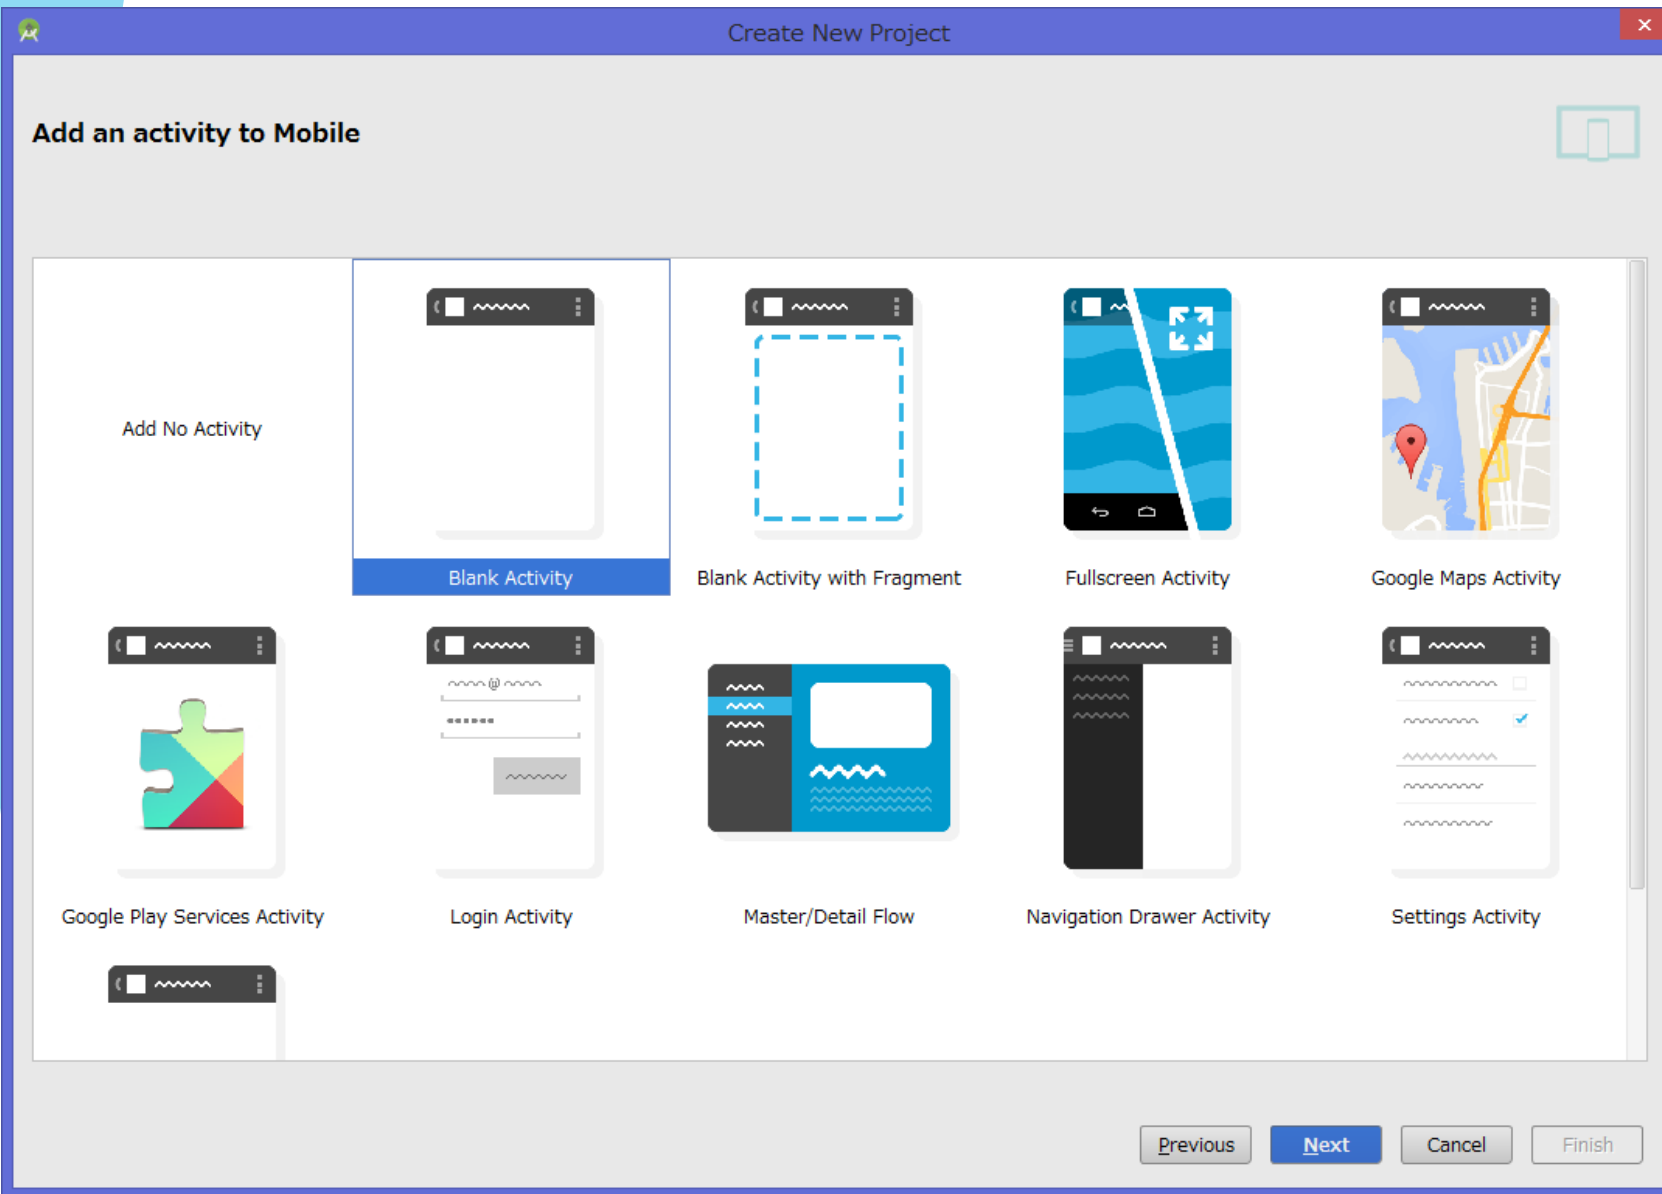 Create New Project
Add an activity to Mobile
Add No Activity
Blank Activity
Blank Activity with Fragment
Fullscreen Activity
Google Maps Activity
Google Play Services Activity
Login Activity
Master/Detail Flow
Navigation Drawer Activity
Settings Activity
Previous
Next
Cancel
Finish